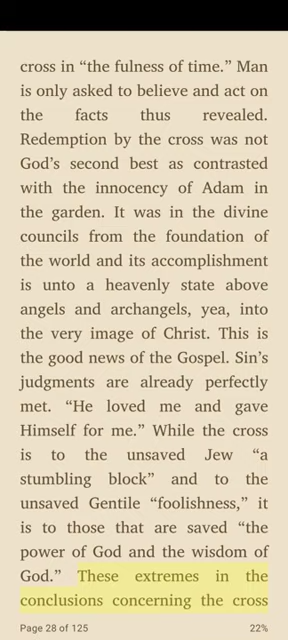 cross in “the fulness of time.” Man
is only asked to believe and act on
the facts thus revealed.
Redemption by the cross was not
God’s second best as contrasted
with the innocency of Adam in
the garden. It was in the divine
councils from the foundation of
the world and its accomplishment
is unto a heavenly state above
angels and archangels, yea, into
the very image of Christ. This is
the good news of the Gospel. Sin’s
judgments are already perfectly
met. “He loved me and gave
Himself for me.” While the cross
is to the unsaved Jew “a
stumbling block” and to the
unsaved Gentile “foolishness,” it
is to those that are saved “the
power of God and the wisdom of
God.” These extremes in the
conclusions concerning the cross
Page 28 of 125 22%